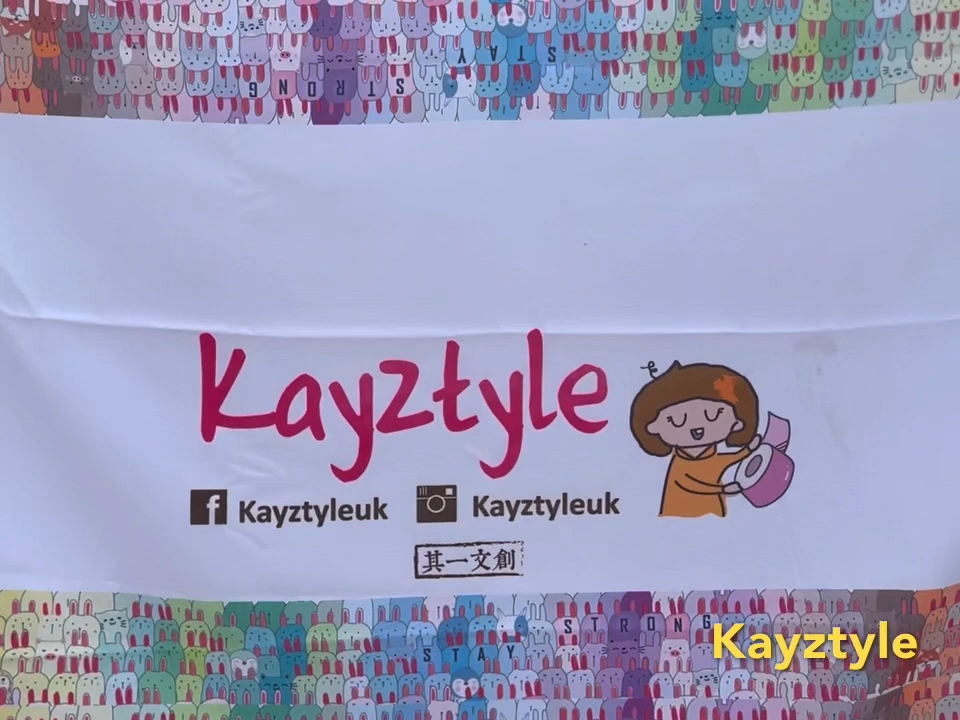 STAY
STRONG
Kayztyle
Kayztyleuk Kayztyleuk
其一文創
STRONG
STAY
Kayztyle